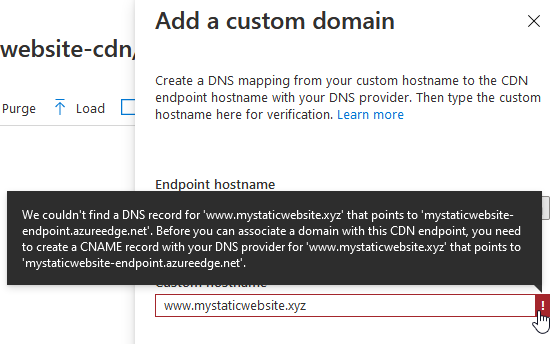 Add a custom domain
website-cdn/
Purge
Load
Create a DNS mapping from your custom hostname to the CDN
endpoint hostname with your DNS provider. Then type the custom
hostname here for verification. Learn more
Endpoint hostname
We couldn't find a DNS record for 'www.mystaticwebsite.xyz' that points to 'mystaticwebsite-
endpoint.azureedge.net'. Before you can associate a domain with this CDN endpoint, you need
to create a CNAME record with your DNS provider for 'www.mystaticwebsite.xyz' that points to
'mystaticwebsite-endpoint.azureedge.net'.
Custom hostname
www.mystaticwebsite.xyz